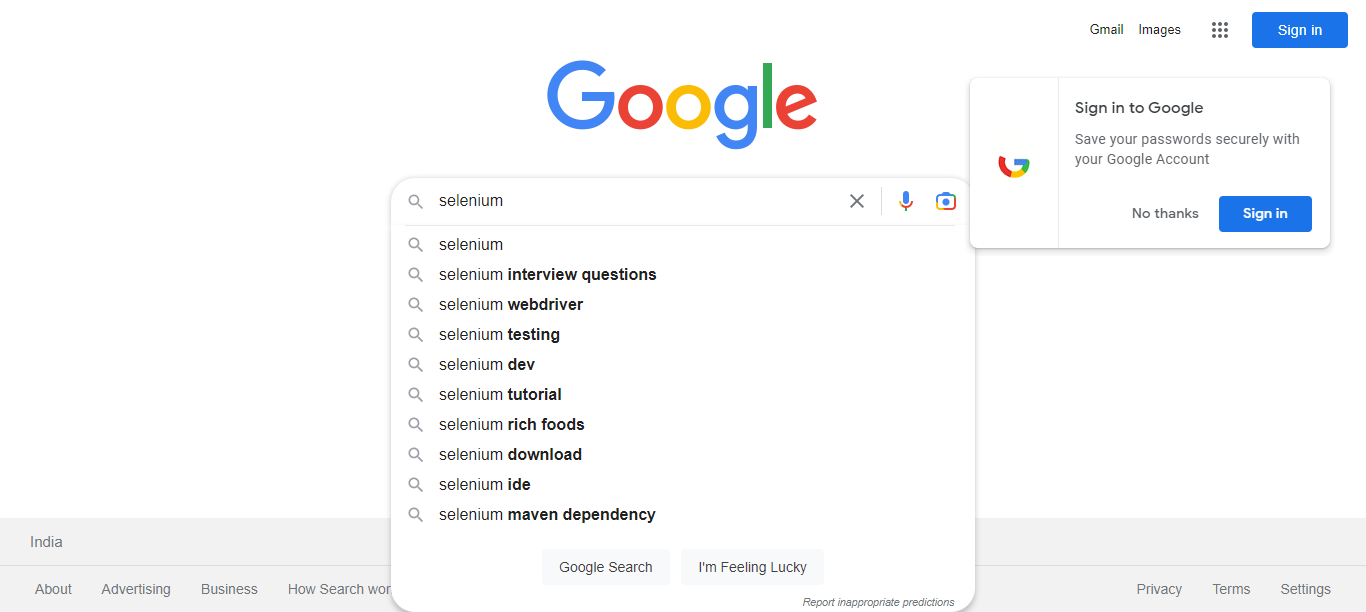 Gmail Images Sign in
Google
Sign in to Google
Save your passwords securely with
your Google Account
No thanks Sign in
selenium
selenium
selenium interview questions
selenium webdriver
selenium testing
selenium dev
selenium tutorial
selenium rich foods
selenium download
selenium ide
selenium maven dependency
Google Search I'm Feeling Lucky
Report inappropriate predictions
India
About Advertising Business How Search wor
Privacy Terms Settings